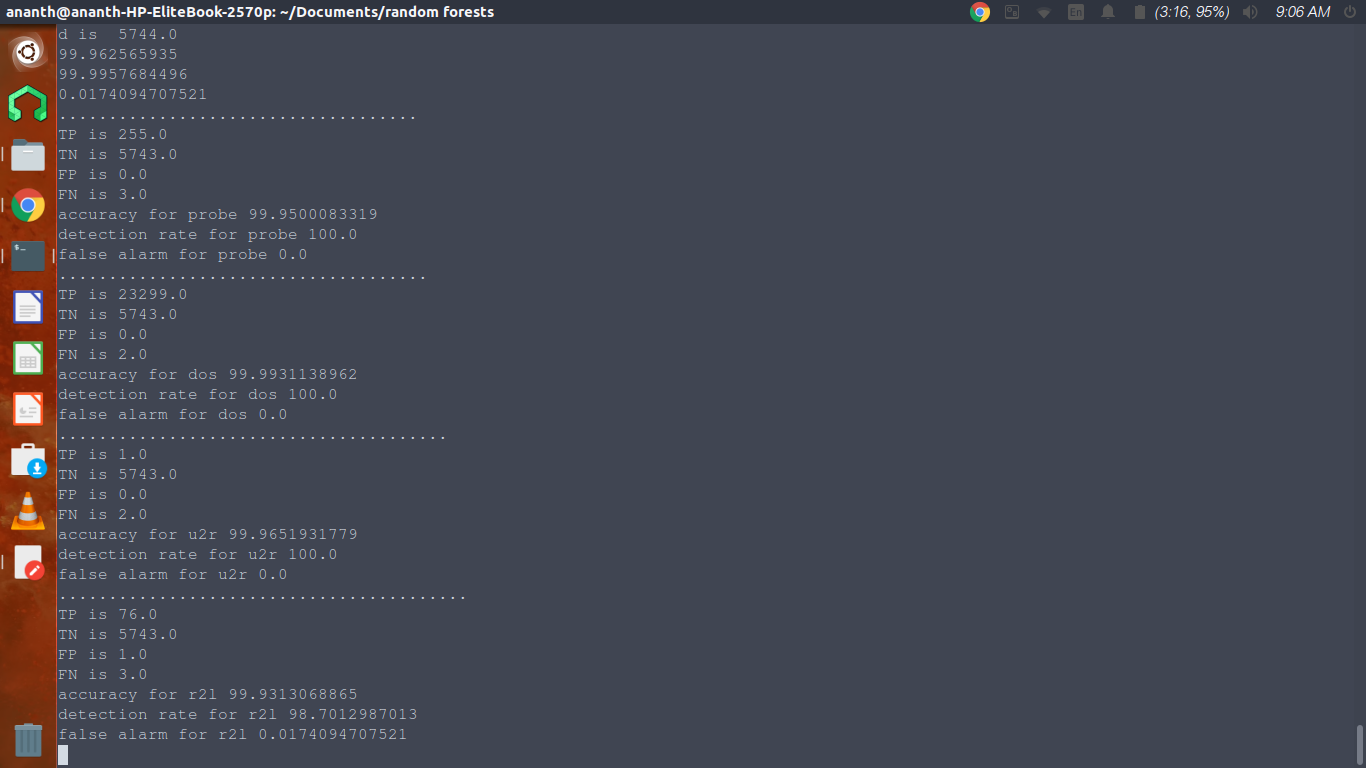 ananth@ananth-HP-EliteBook-2570p: ~/Documents/random forests
En
(3:16, 95%)
9:06 AM
d is  5744.0
99.962565935
99.9957684496
0.0174094707521
....................................
TP is 255.0
TN is 5743.0
FP is 0.0
FN is 3.0
accuracy for probe 99.9500083319
detection rate for probe 100.0
false alarm for probe 0.0
.....................................
TP is 23299.0
TN is 5743.0
FP is 0.0
FN is 2.0
accuracy for dos 99.9931138962
detection rate for dos 100.0
false alarm for dos 0.0
.......................................
TP is 1.0
TN is 5743.0
FP is 0.0
FN is 2.0
accuracy for u2r 99.9651931779
detection rate for u2r 100.0
false alarm for u2r 0.0
.........................................
TP is 76.0
TN is 5743.0
FP is 1.0
FN is 3.0
accuracy for r2l 99.9313068865
detection rate for r2l 98.7012987013
false alarm for r2l 0.0174094707521